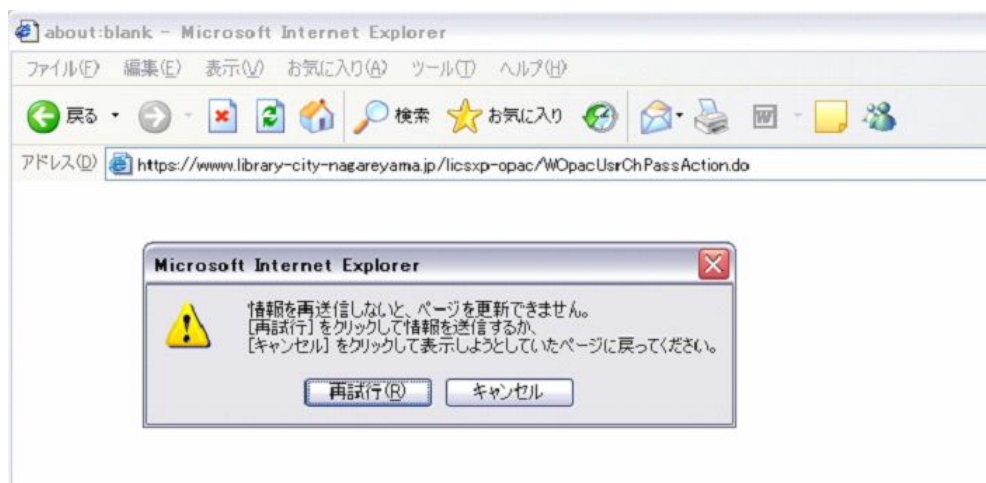 about:blank - Microsoft Internet Explorer
ファイル(F) 編集(E) 表示(V) お気に入り(A) ツール(T) ヘルプ(H)
戻る 検索 お気に入り W
アドレス(D) https://www.library-city-nagareyama.jp/licsxp-opac/WOpacUsrChPassAction.do
Microsoft Internet Explorer
情報を再送信しないと、ページを更新できません。
[再試行] をクリックして情報を送信するか、
[キャンセル] をクリックして表示しようとしていたページに戻ってください。
再試行(R) キャンセル